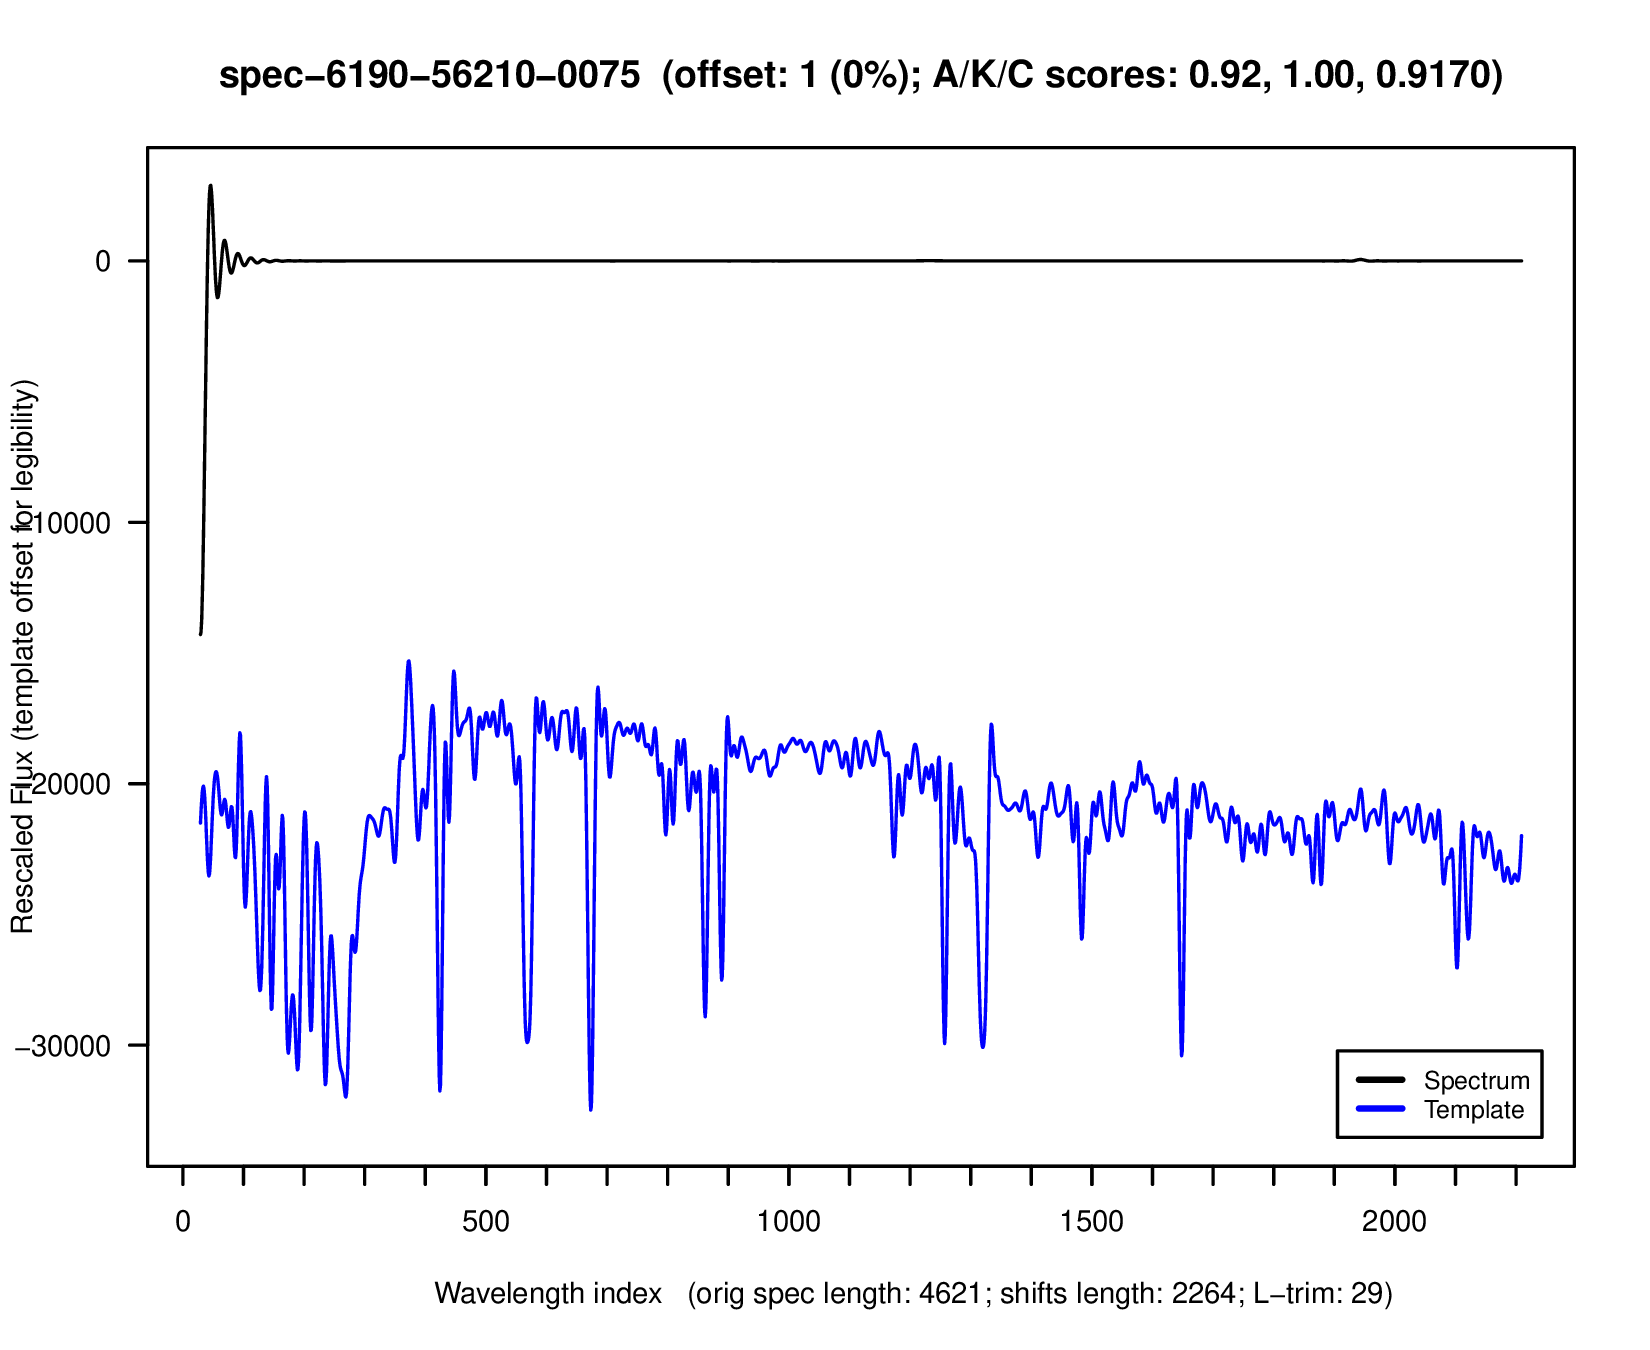 spec−6190−56210−0075 (offset: 1 (0%); A/K/C scores: 0.92, 1.00, 0.9170)
Rescaled Flux (template offset for legibility)
0
−10000
−20000
−30000
Spectrum
Template
0 500 1000 1500 2000
Wavelength index (orig spec length: 4621; shifts length: 2264; L−trim: 29)